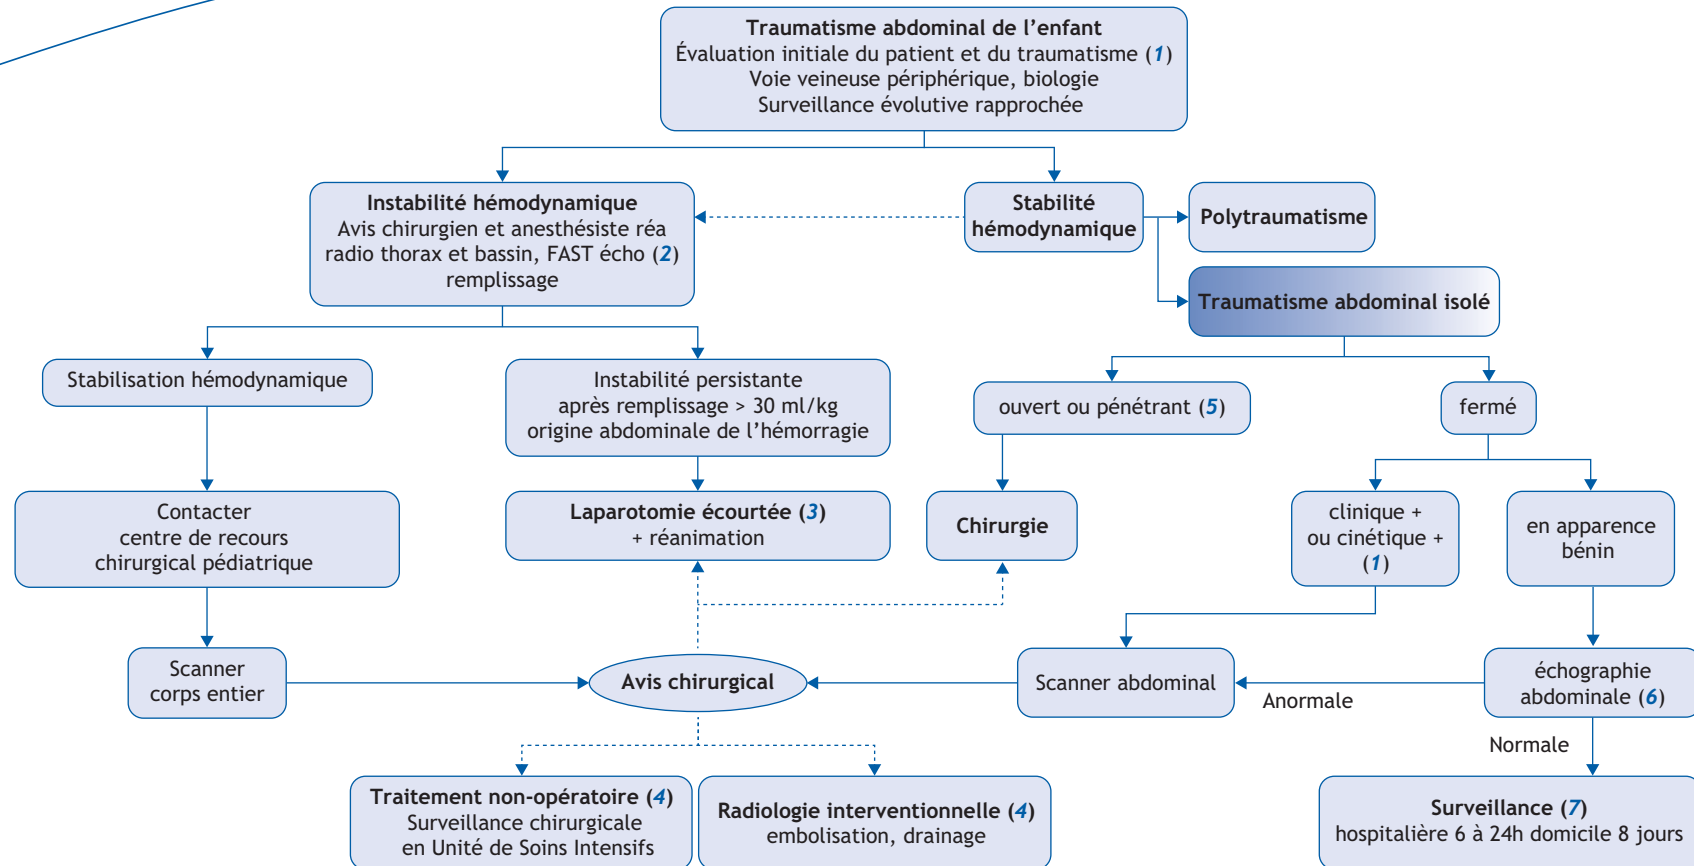 Traumatisme abdominal de l’enfant
Évaluation initiale du patient et du traumatisme (1)
Voie veineuse périphérique, biologie
Surveillance évolutive rapprochée
Instabilité hémodynamique
Avis chirurgien et anesthésiste réa
radio thorax et bassin, FAST écho (2)
remplissage
Stabilité
hémodynamique
Polytraumatisme
Traumatisme abdominal isolé
Stabilisation hémodynamique
Instabilité persistante
après remplissage > 30 ml/kg
origine abdominale de l’hémorragie
ouvert ou pénétrant (5)
fermé
Contacter
centre de recours
chirurgical pédiatrique
Laparotomie écourtée (3)
+ réanimation
Chirurgie
clinique +
ou cinétique +
(1)
en apparence
bénin
Scanner
corps entier
Avis chirurgical
Scanner abdominal
Anormale
échographie
abdominale (6)
Normale
Traitement non-opératoire (4)
Surveillance chirurgicale
en Unité de Soins Intensifs
Radiologie interventionnelle (4)
embolisation, drainage
Surveillance (7)
hospitalière 6 à 24h domicile 8 jours